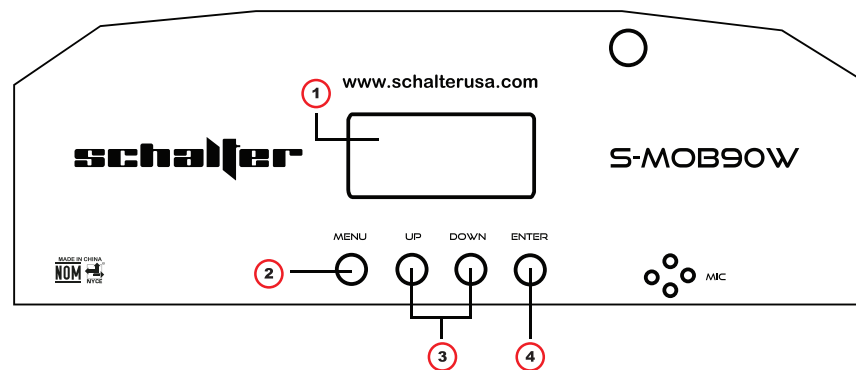 www.schalterusa.com
1
schalter
S-MOB90W
MENU
UP
DOWN
ENTER
MADE IN CHINA
NOM
NYCE
2
MIC
3
4